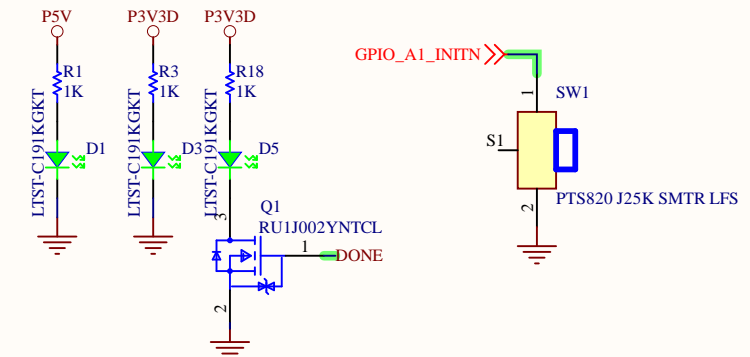 P5V
P3V3D
P3V3D
GPIO_A1_INITN
R1
1K
R3
1K
R18
1K
1
SW1
LTST-C191KGKT
D1
LTST-C191KGKT
D3
LTST-C191KGKT
D5
S1
2
PTS820 J25K SMTR LFS
3
Q1
RU1J002YNTCL
1
DONE
2